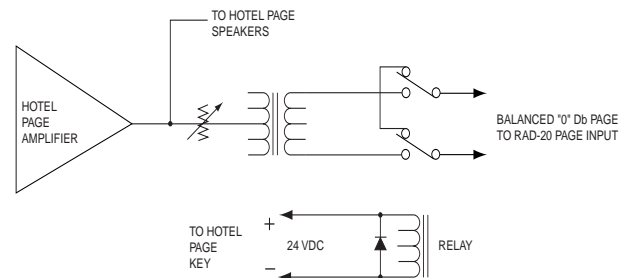 TO HOTEL PAGE
SPEAKERS
HOTEL
PAGE
AMPLIFIER
BALANCED "0" Db PAGE
TO RAD-20 PAGE INPUT
TO HOTEL
PAGE
KEY
+
24 VDC
−
RELAY